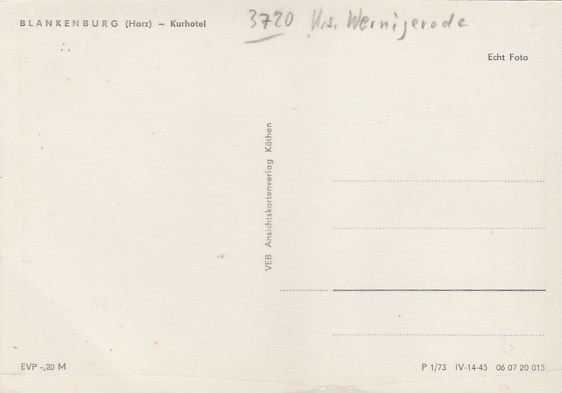 BLANKENBURG (Harz) — Kurhotel
3720 Krs. Wernigerode
Echt Foto
VEB Ansichtskartenverlag Köthen
EVP -,20 M
P 1/73 IV-14-45 06 07 20 015